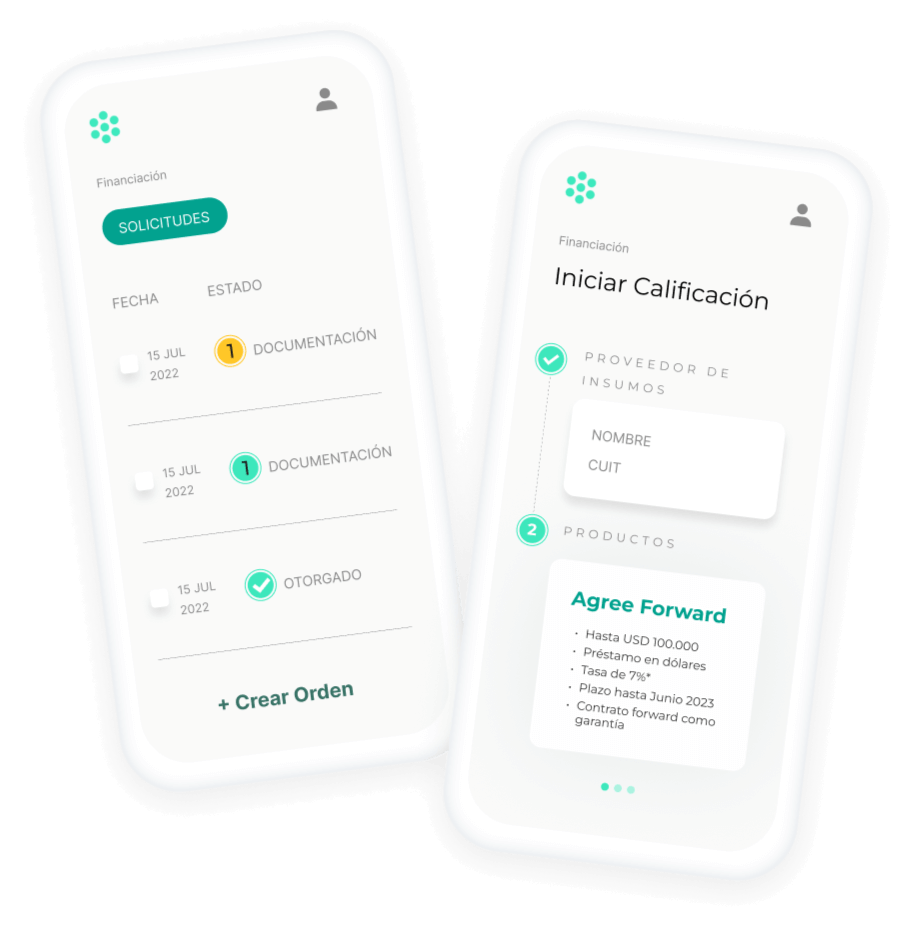 Financiación
SOLICITUDES
FECHA ESTADO
15 JUL
2022
1 DOCUMENTACIÓN
15 JUL
2022
1 DOCUMENTACIÓN
15 JUL
2022
OTORGADO
+ Crear Orden
Financiación
Iniciar Calificación
PROVEEDOR DE
INSUMOS
NOMBRE
CUIT
2 PRODUCTOS
Agree Forward
· Hasta USD 100.000
· Préstamo en dólares
· Tasa de 7%*
· Plazo hasta Junio 2023
· Contrato forward como
garantía